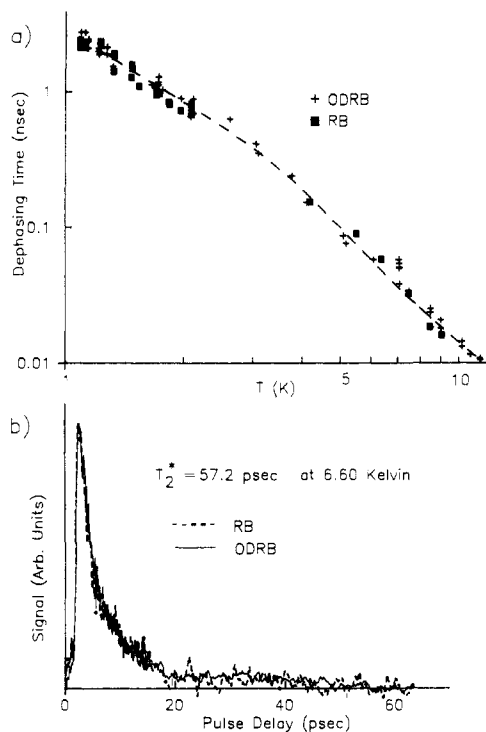 a)
Dephasing Time (nsec)
1
0.1
0.01
+ ODRB
■ RB
1
5
10
T (K)
b)
Signal (Arb. Units)
T₂* = 57.2 psec at 6.60 Kelvin
RB
ODRB
0
20
40
60
Pulse Delay (psec)